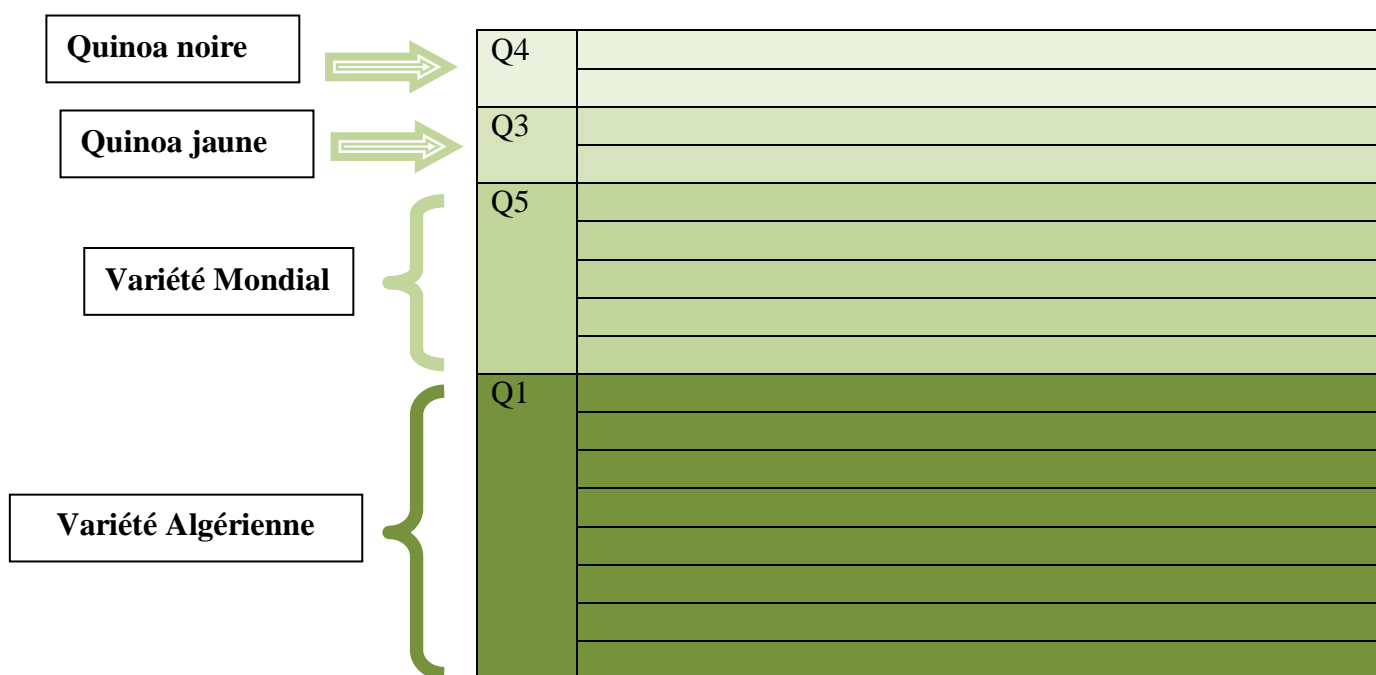 Quinoa noire
Q4
Quinoa jaune
Q3
Q5
Variété Mondial
Q1
Variété Algérienne